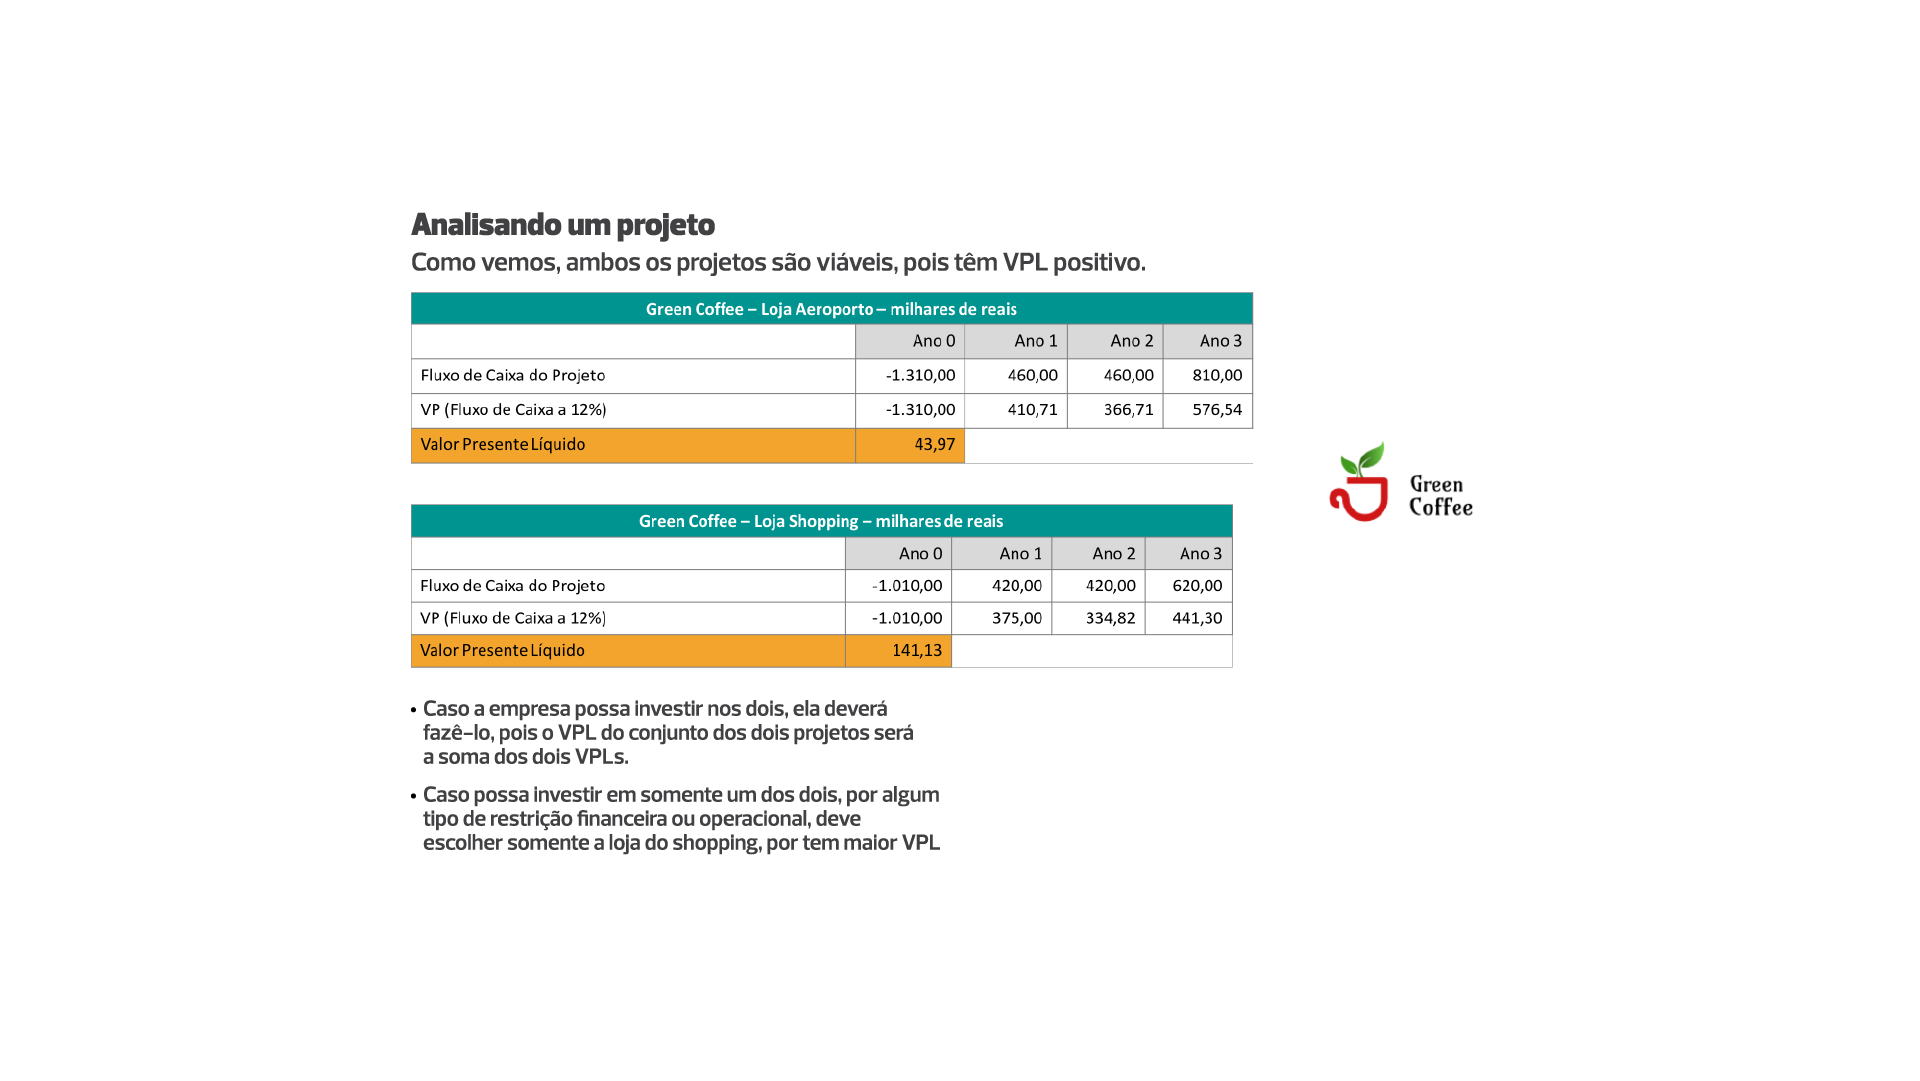 Analisando um projeto
Como vemos, ambos os projetos são viáveis, pois têm VPL positivo.
Green Coffee – Loja Aeroporto – milhares de reais
Ano 0 Ano 1 Ano 2 Ano 3
Fluxo de Caixa do Projeto -1.310,00 460,00 460,00 810,00
VP (Fluxo de Caixa a 12%) -1.310,00 410,71 366,71 576,54
Valor Presente Líquido 43,97
Green
Coffee
Green Coffee – Loja Shopping – milhares de reais
Ano 0 Ano 1 Ano 2 Ano 3
Fluxo de Caixa do Projeto -1.010,00 420,00 420,00 620,00
VP (Fluxo de Caixa a 12%) -1.010,00 375,00 334,82 441,30
Valor Presente Líquido 141,13
• Caso a empresa possa investir nos dois, ela deverá
fazê-lo, pois o VPL do conjunto dos dois projetos será
a soma dos dois VPLs.
• Caso possa investir em somente um dos dois, por algum
tipo de restrição financeira ou operacional, deve
escolher somente a loja do shopping, por tem maior VPL